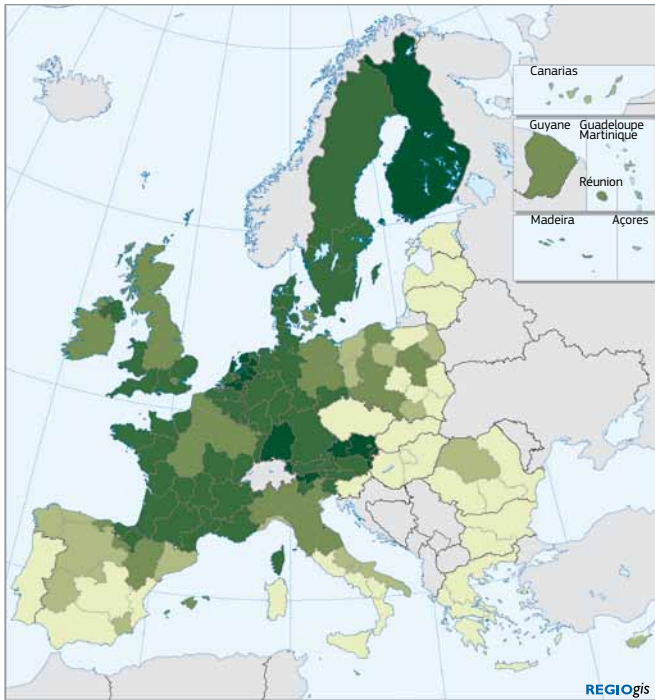 Canarias
Guyane
Guadeloupe
Martinique
Réunion
Madeira
Açores
REGIOgis